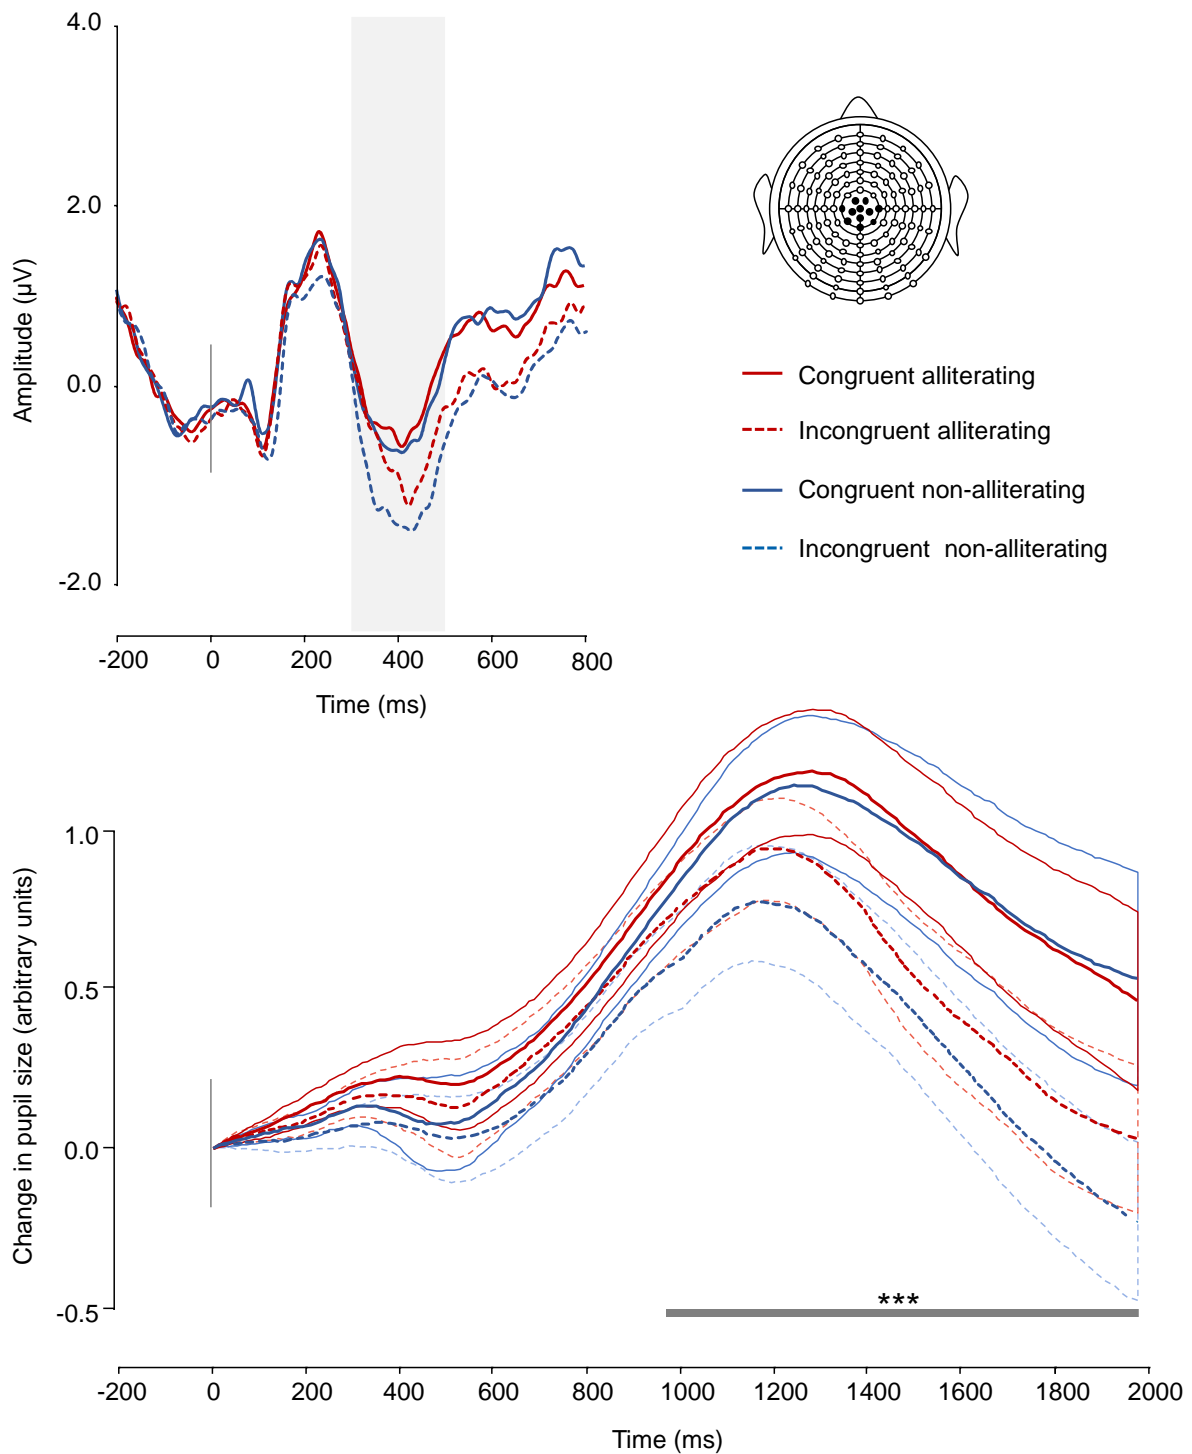 4.0
2.0
0.0
-2.0
Amplitude (μV)
-200 0 200 400 600 800
Time (ms)
Congruent alliterating
Incongruent alliterating
Congruent non-alliterating
Incongruent non-alliterating
1.0
0.5
0.0
-0.5
Change in pupil size (arbitrary units)
***
-200 0 200 400 600 800 1000 1200 1400 1600 1800 2000
Time (ms)